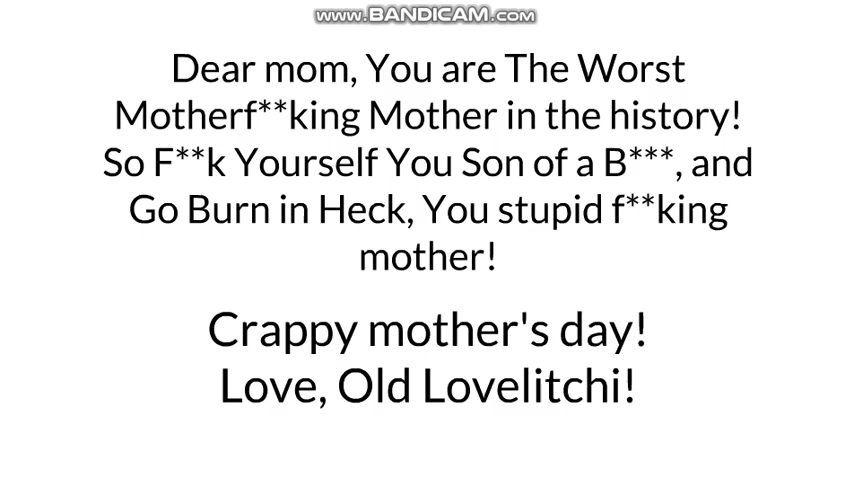 www.BANDICAM.com
Dear mom, You are The Worst
Motherf**king Mother in the history!
So F**k Yourself You Son of a B***, and
Go Burn in Heck, You stupid f**king
mother!
Crappy mother's day!
Love, Old Lovelitchi!